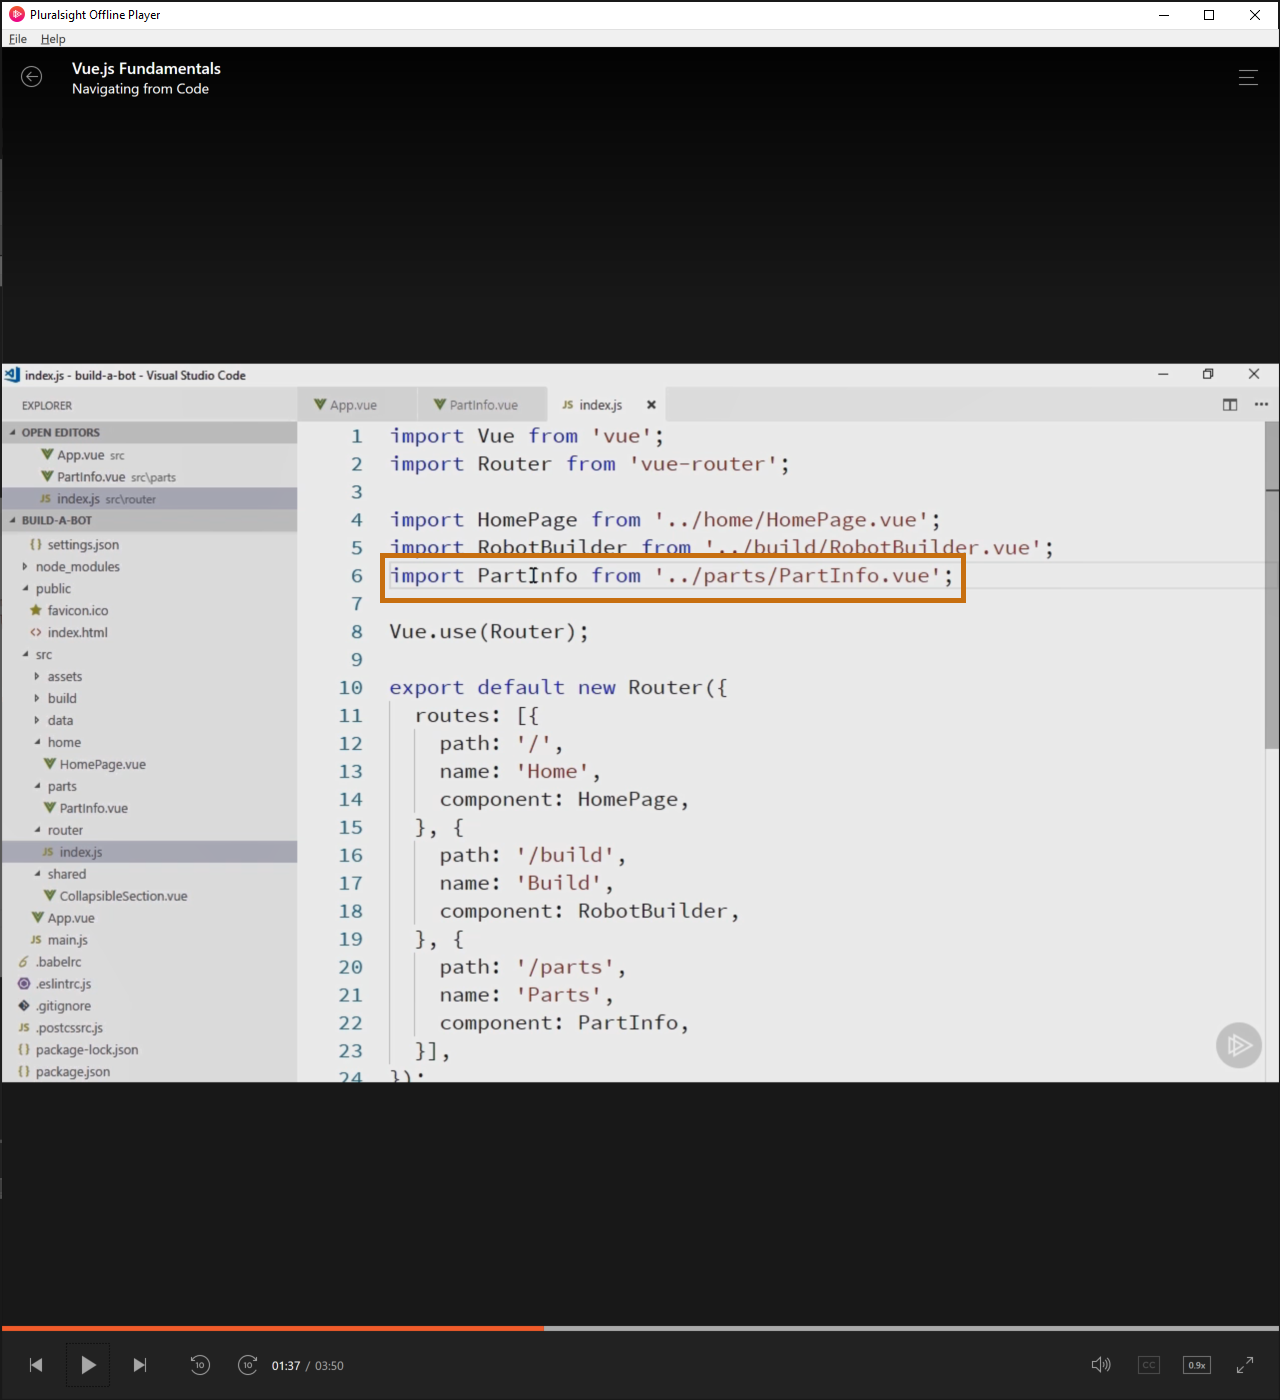 Pluralsight Offline Player
File Help
Vue.js Fundamentals
Navigating from Code
index.js - build-a-bot - Visual Studio Code
EXPLORER
OPEN EDITORS
App.vue src
PartInfo.vue src\parts
JS index.js src\router
BUILD-A-BOT
{} settings.json
node_modules
public
favicon.ico
<> index.html
src
assets
build
data
home
HomePage.vue
parts
PartInfo.vue
router
JS index.js
shared
CollapsibleSection.vue
App.vue
JS main.js
.babelrc
.eslintrc.js
.gitignore
JS .postcssrc.js
{} package-lock.json
{} package.json
App.vue PartInfo.vue JS index.js
1 import Vue from 'vue';
2 import Router from 'vue-router';
3
4 import HomePage from '../home/HomePage.vue';
5 import RobotBuilder from '../build/RobotBuilder.vue';
6 import PartInfo from '../parts/PartInfo.vue';
7
8 Vue.use(Router);
9
10 export default new Router({
11 routes: [{
12 path: '/',
13 name: 'Home',
14 component: HomePage,
15 }, {
16 path: '/build',
17 name: 'Build',
18 component: RobotBuilder,
19 }, {
20 path: '/parts',
21 name: 'Parts',
22 component: PartInfo,
23 }],
24 });
10 10 01:37 / 03:50 CC 0.9x